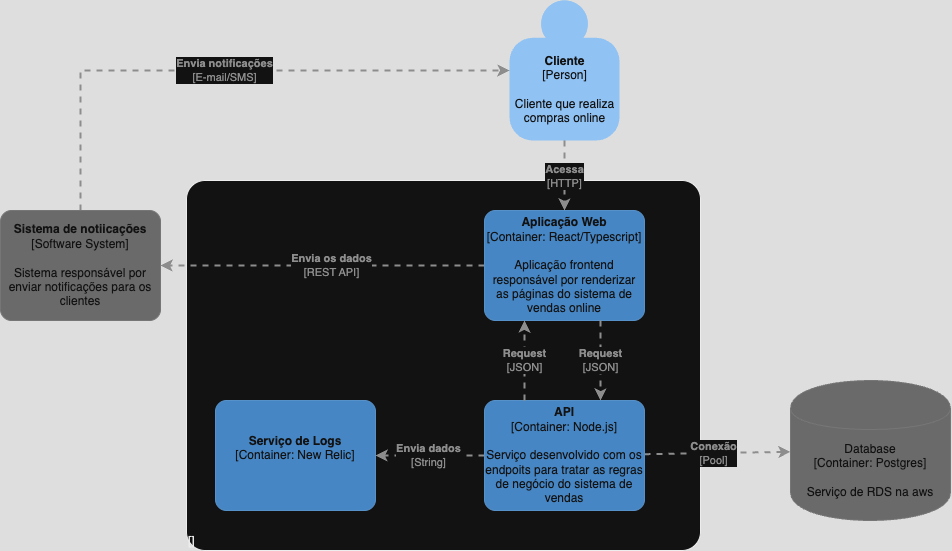 Envia notificações
[E-mail/SMS]
Cliente
[Person]
Cliente que realiza
compras online
Acessa
[HTTP]
Sistema de notiicações
[Software System]
Sistema responsável por
enviar notificações para os
clientes
Envia os dados
[REST API]
Aplicação Web
[Container: React/Typescript]
Aplicação frontend
responsável por renderizar
as páginas do sistema de
vendas online
Request
[JSON]
Request
[JSON]
Serviço de Logs
[Container: New Relic]
Envia dados
[String]
API
[Container: Node.js]
Serviço desenvolvido com os
endpoits para tratar as regras
de negócio do sistema de
vendas
Conexão
[Pool]
Database
[Container: Postgres]
Serviço de RDS na aws
[]